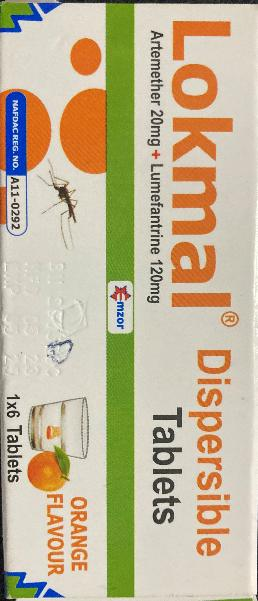 Lokmal® Dispersible
Artemether 20mg + Lumefantrine 120mg
Tablets
Emzor
NAFDAC REG. NO. A11-0292
ORANGE
FLAVOUR
1x6 Tablets